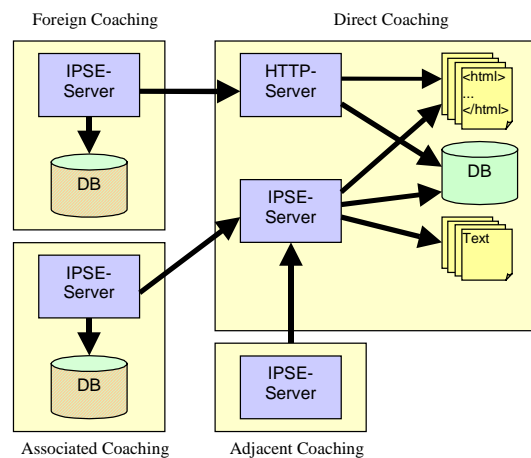 Foreign Coaching
Direct Coaching
IPSE-
Server
DB
HTTP-
Server
<html>
...
</html>
DB
IPSE-
Server
Text
IPSE-
Server
DB
IPSE-
Server
Associated Coaching
Adjacent Coaching